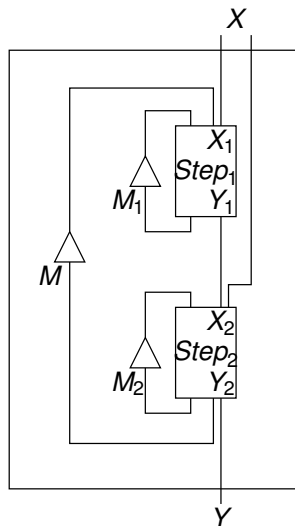 X
X₁
Step₁
M₁
Y₁
M
X₂
Step₂
M₂
Y₂
Y